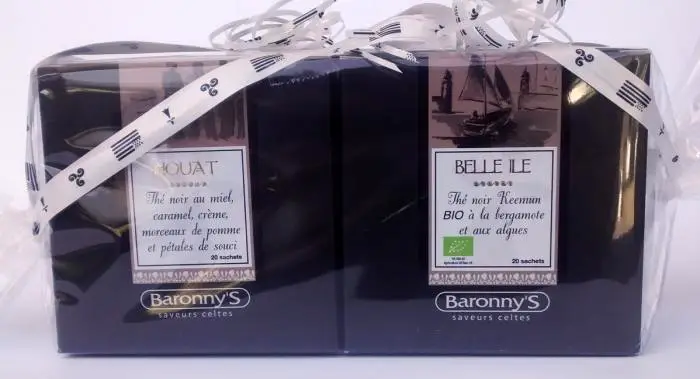 HOUAT
Thé noir au miel,
caramel, crème,
morceaux de pomme
et pétales de souci
20 sachets
Baronny's
saveurs celtes
BELLE ILE
Thé noir Keemun
BIO à la bergamote
et aux algues
20 sachets
Baronny's
saveurs celtes